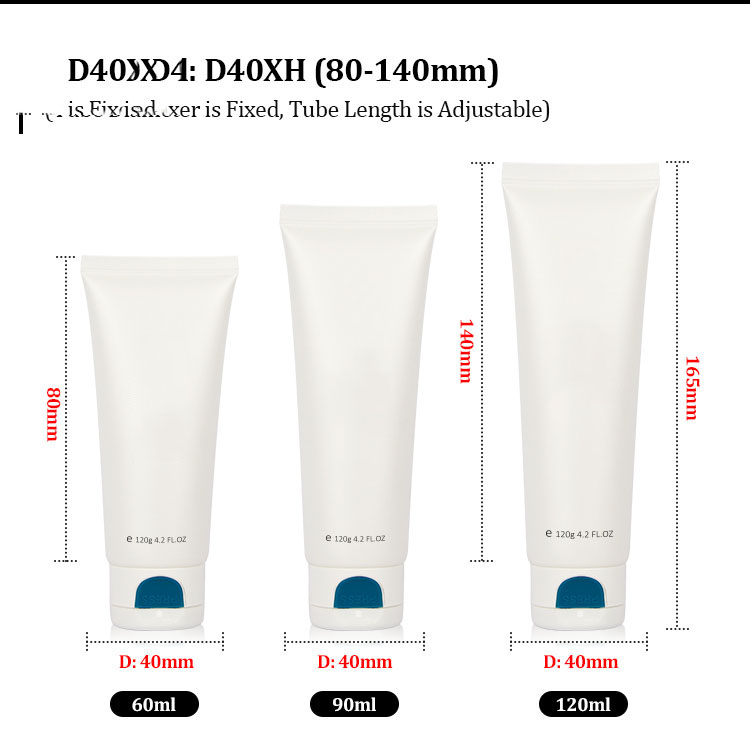 D40XH (80-140mm)
is Fixed, Tube Length is Adjustable)
140mm
165mm
80mm
e 120g 4.2 FL.OZ
e 120g 4.2 FL.OZ
e 120g 4.2 FL.OZ
D: 40mm
D: 40mm
D: 40mm
60ml
90ml
120ml